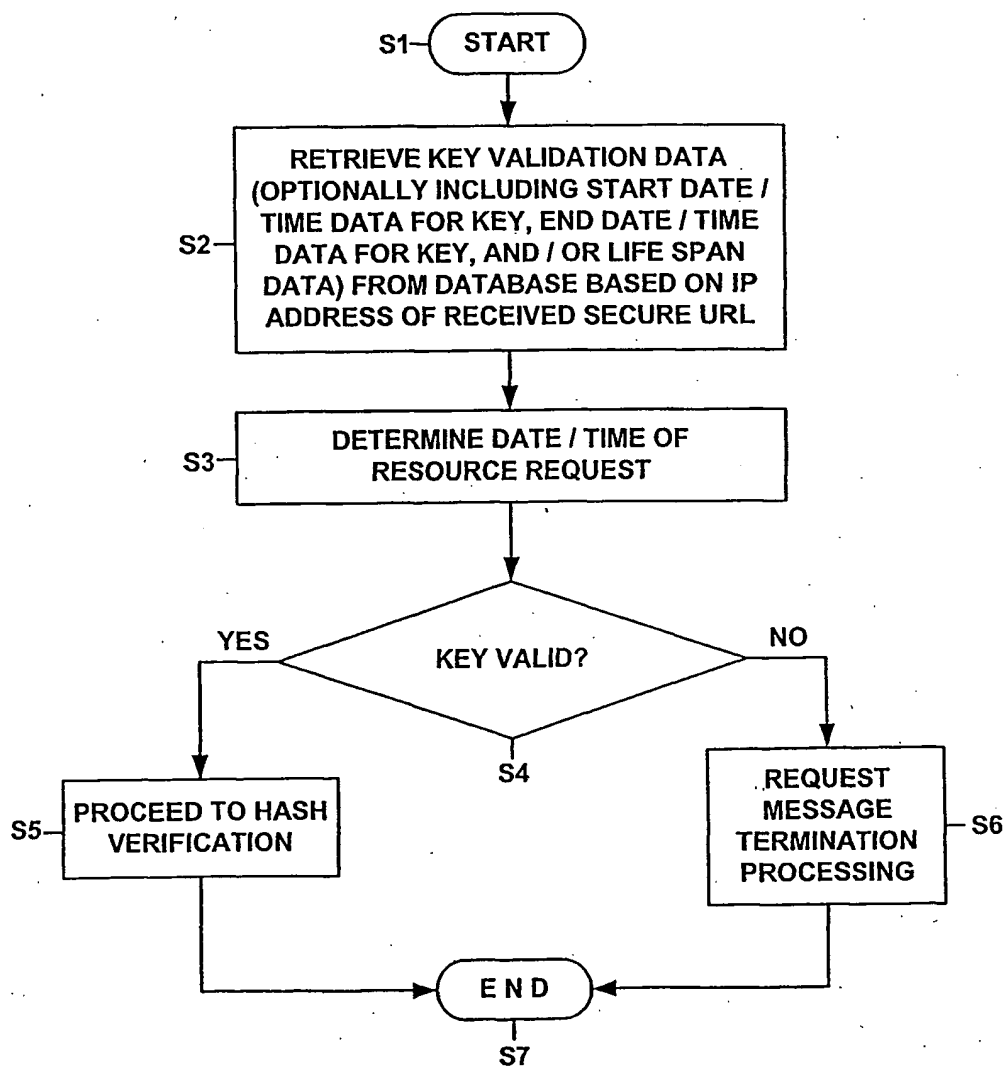 S1 START
RETRIEVE KEY VALIDATION DATA
(OPTIONALLY INCLUDING START DATE /
TIME DATA FOR KEY, END DATE / TIME
S2 DATA FOR KEY, AND / OR LIFE SPAN
DATA) FROM DATABASE BASED ON IP
ADDRESS OF RECEIVED SECURE URL
DETERMINE DATE / TIME OF
S3 RESOURCE REQUEST
YES NO
KEY VALID?
S4
PROCEED TO HASH
S5 VERIFICATION
REQUEST
MESSAGE
TERMINATION S6
PROCESSING
E N D
S7